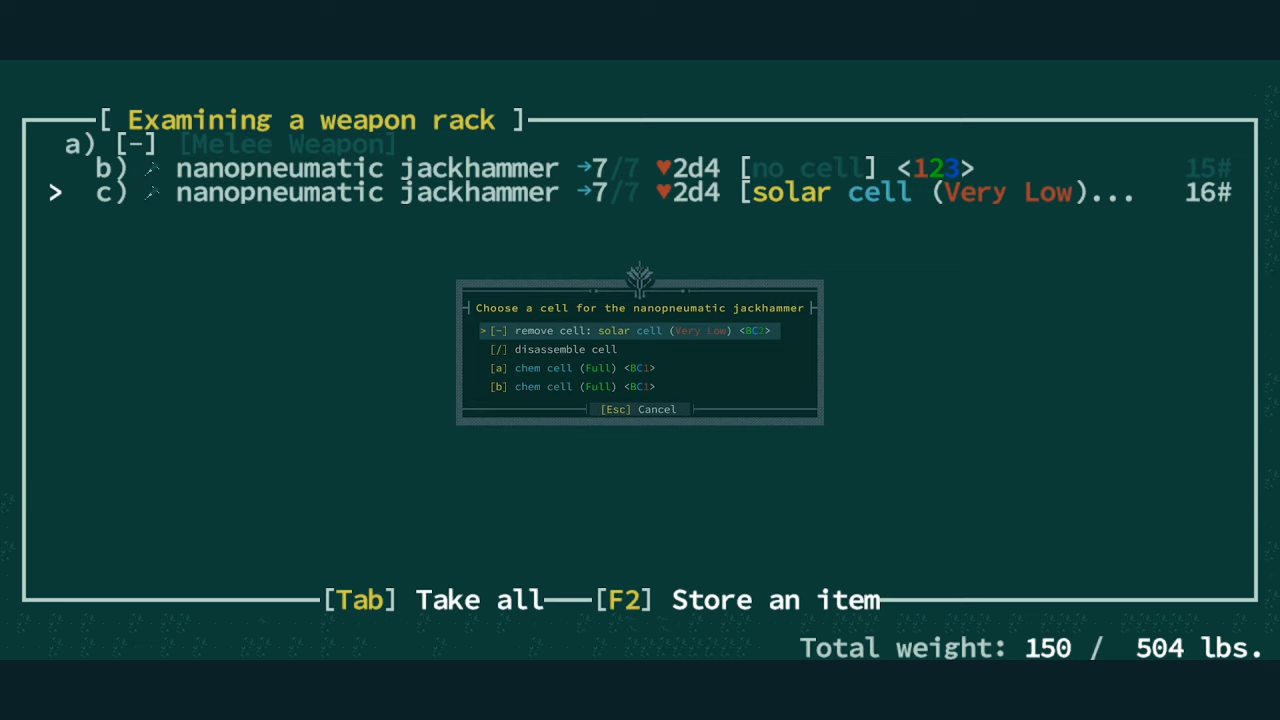 [ Examining a weapon rack ]
a) [-] [Melee Weapon]
b) nanopneumatic jackhammer →7/7 ♥2d4 [no cell] <123> 15#
> c) nanopneumatic jackhammer →7/7 ♥2d4 [solar cell (Very Low)... 16#
Choose a cell for the nanopneumatic jackhammer
> [-] remove cell: solar cell (Very Low) <BC2>
[/] disassemble cell
[a] chem cell (Full) <BC1>
[b] chem cell (Full) <BC1>
[Esc] Cancel
[Tab] Take all [F2] Store an item
Total weight: 150 / 504 lbs.